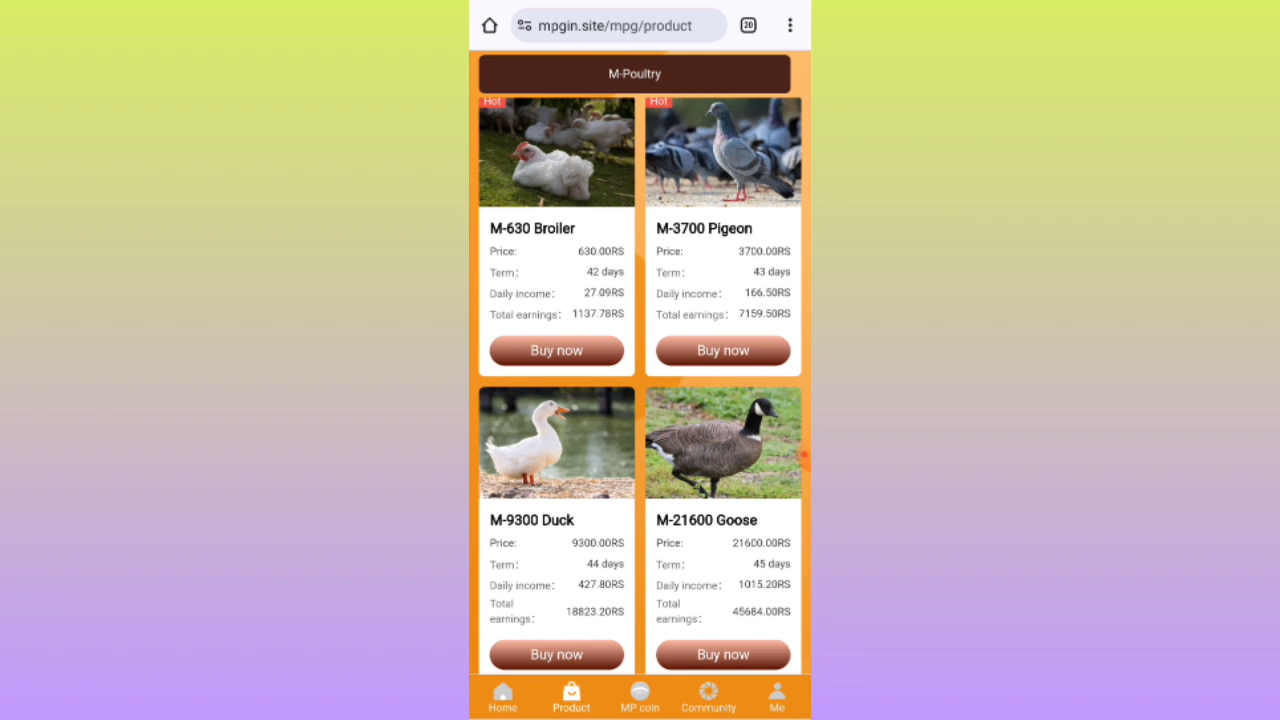 mpgin.site/mpg/product
20
M-Poultry
Hot
Hot
M-630 Broiler
Price: 630.00RS
Term: 42 days
Daily income: 27.09RS
Total earnings: 1137.78RS
Buy now
M-3700 Pigeon
Price: 3700.00RS
Term: 43 days
Daily income: 166.50RS
Total earnings: 7159.50RS
Buy now
M-9300 Duck
Price: 9300.00RS
Term: 44 days
Daily income: 427.80RS
Total
earnings: 18823.20RS
Buy now
M-21600 Goose
Price: 21600.00RS
Term: 45 days
Daily income: 1015.20RS
Total
earnings: 45684.00RS
Buy now
Home Product MP coin Community Me